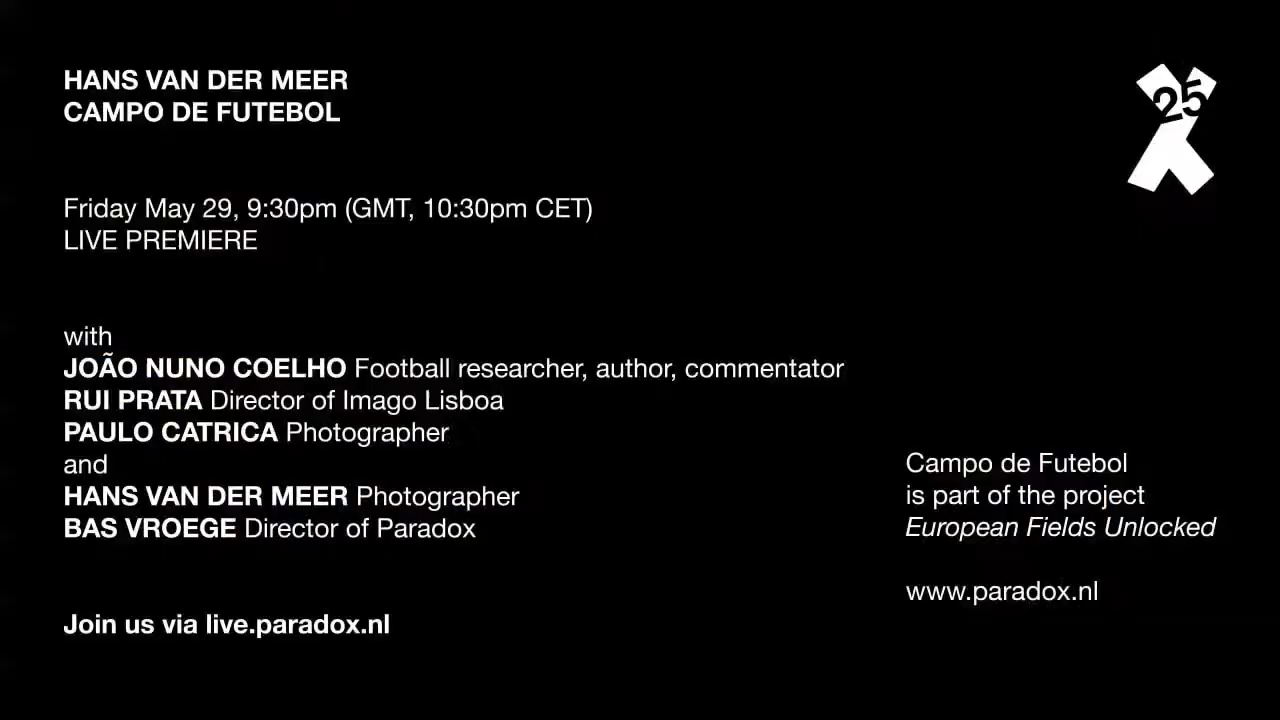 HANS VAN DER MEER
CAMPO DE FUTEBOL
25
Friday May 29, 9:30pm (GMT, 10:30pm CET)
LIVE PREMIERE
with
JOÃO NUNO COELHO Football researcher, author, commentator
RUI PRATA Director of Imago Lisboa
PAULO CATRICA Photographer
and
HANS VAN DER MEER Photographer
BAS VROEGE Director of Paradox
Join us via live.paradox.nl
Campo de Futebol
is part of the project
European Fields Unlocked
www.paradox.nl